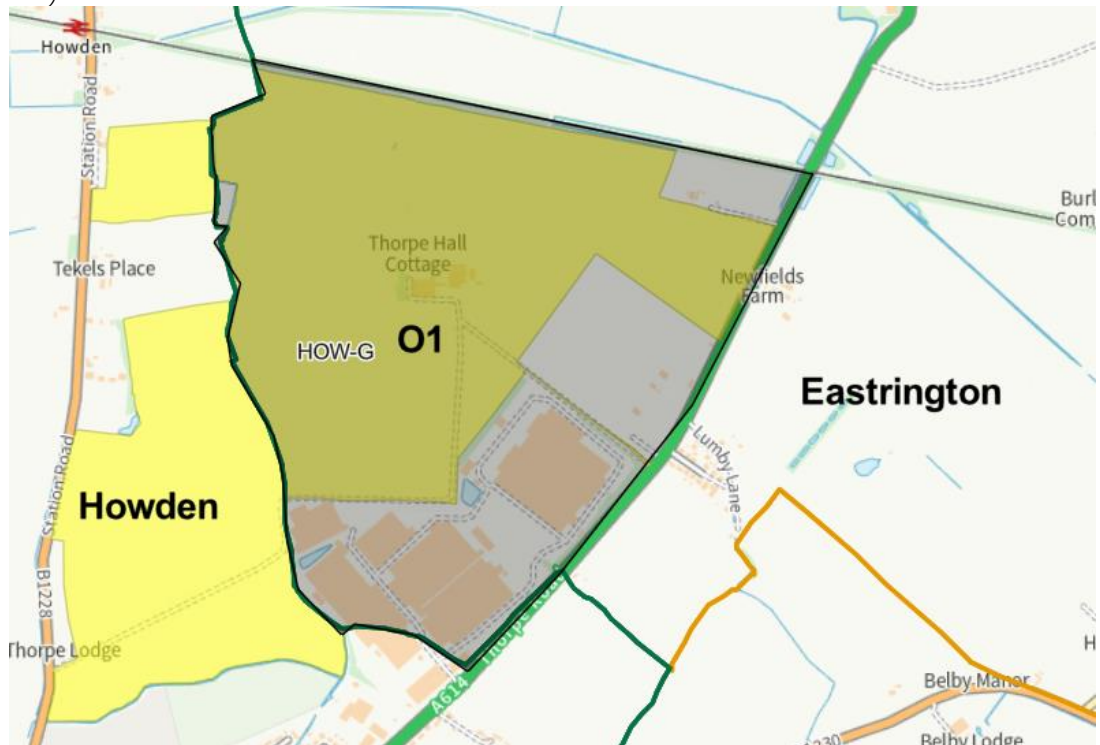 Howden
Station Road
Burl
Com
Thorpe Hall
Cottage
Tekels Place
Newfields
Farm
HOW-G
O1
Eastrington
Lumby Lane
Station Road
Howden
B1228
Thorpe Road
Thorpe Lodge
H
Belby Manor
A614
1230
Belby Lodge